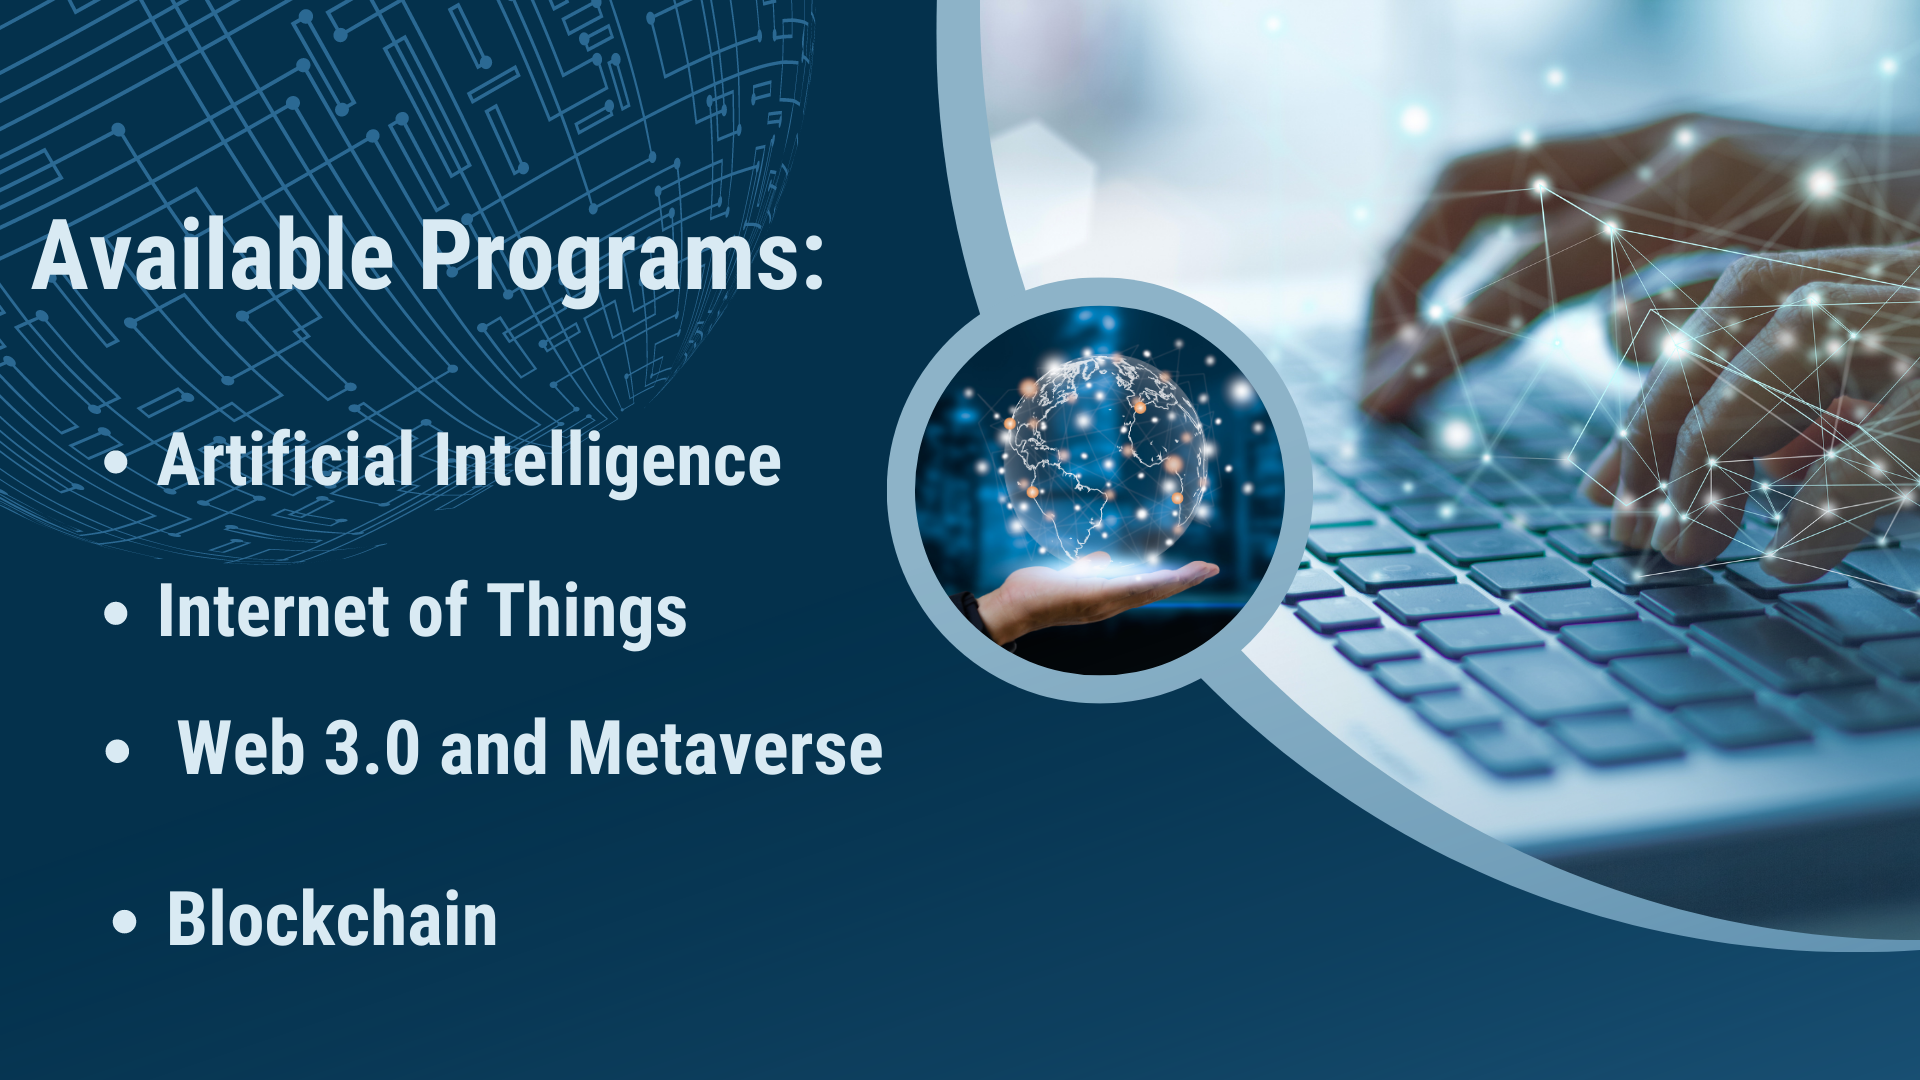 Available Programs:
• Artificial Intelligence
• Internet of Things
• Web 3.0 and Metaverse
• Blockchain